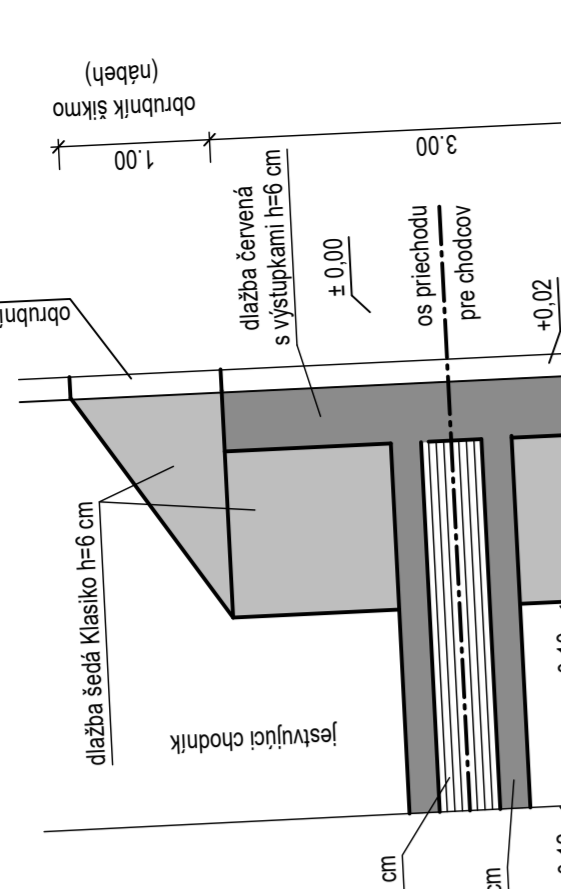 obrubník šikmo
(nábeh)
1.00
3.00
dlažba červená
s výstupkami h=6 cm
± 0,00
os priechodu
pre chodcov
+0,02
dlažba šedá Klasiko h=6 cm
jestvujúci chodník
cm
cm